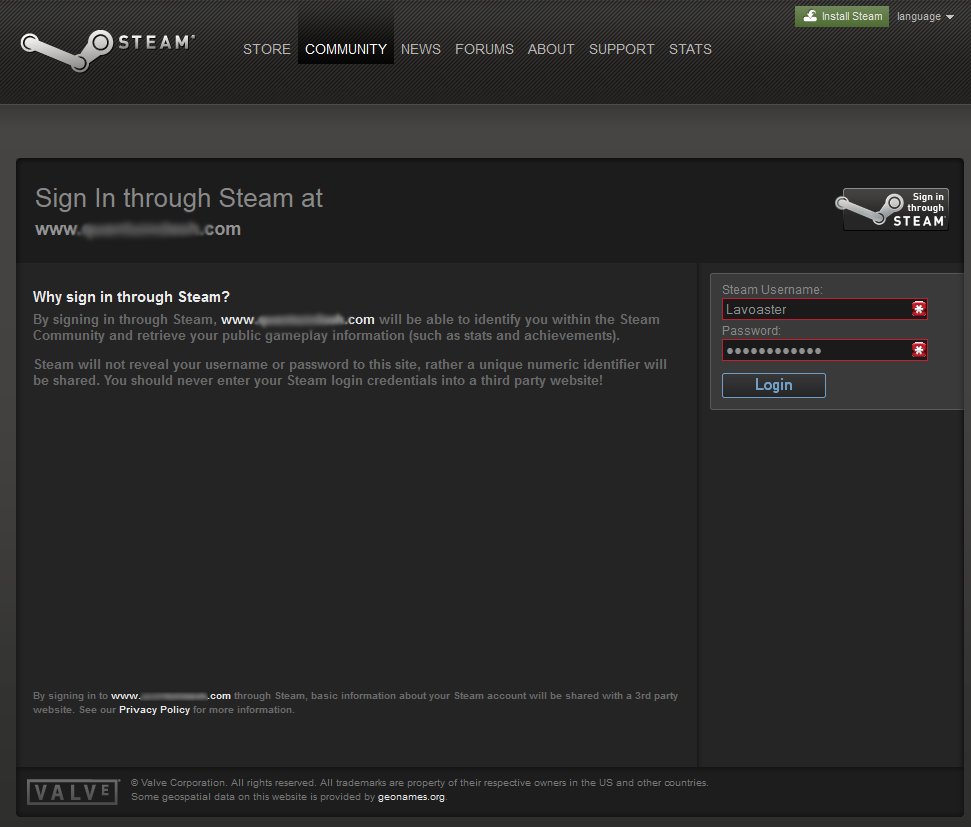 Install Steam
language
STEAM
STORE
COMMUNITY
NEWS
FORUMS
ABOUT
SUPPORT
STATS
Sign In through Steam at
www. .com
Sign in
through
STEAM
Why sign in through Steam?
By signing in through Steam, www. .com will be able to identify you within the Steam
Community and retrieve your public gameplay information (such as stats and achievements).
Steam will not reveal your username or password to this site, rather a unique numeric identifier will
be shared. You should never enter your Steam login credentials into a third party website!
Steam Username:
Lavoaster
Password:
••••••••••••
Login
By signing in to www. .com through Steam, basic information about your Steam account will be shared with a 3rd party
website. See our Privacy Policy for more information.
VALVE
© Valve Corporation. All rights reserved. All trademarks are property of their respective owners in the US and other countries.
Some geospatial data on this website is provided by geonames.org.